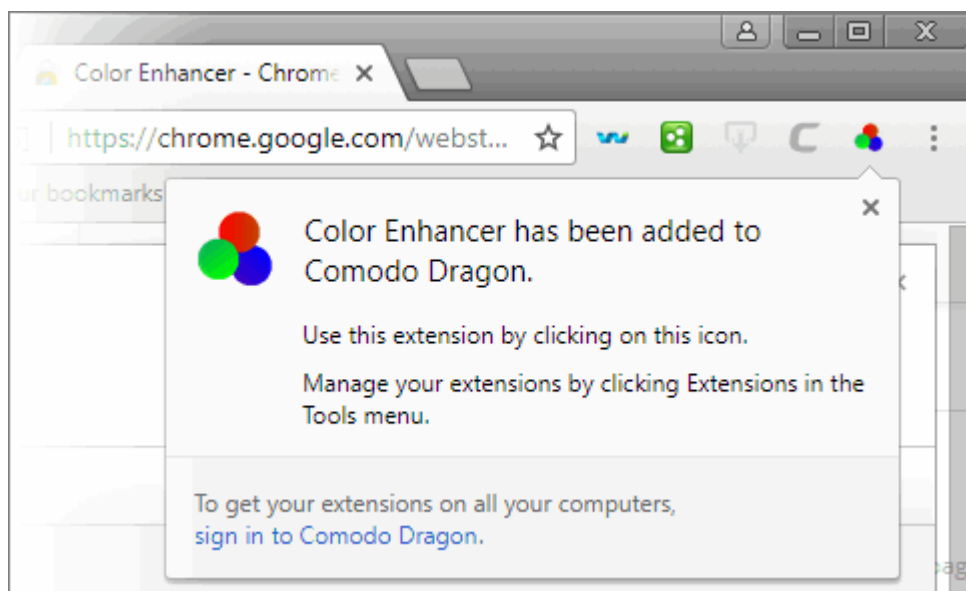 Color Enhancer - Chrome
https://chrome.google.com/webst...
ur bookmarks
Color Enhancer has been added to
Comodo Dragon.
Use this extension by clicking on this icon.
Manage your extensions by clicking Extensions in the
Tools menu.
To get your extensions on all your computers,
sign in to Comodo Dragon.